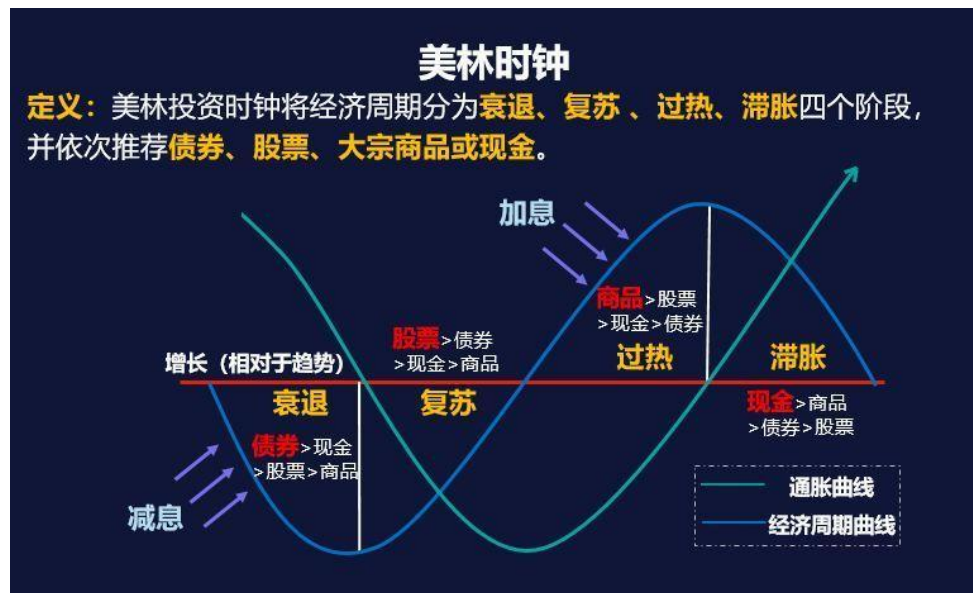 美林时钟
定义：美林投资时钟将经济周期分为衰退、复苏 、过热、滞胀四个阶段，
并依次推荐债券、股票、大宗商品或现金。
加息
商品>股票
>现金>债券
股票>债券
>现金>商品
增长（相对于趋势）
过热
滞胀
衰退
复苏
现金>商品
>债券>股票
债券>现金
>股票>商品
减息
通胀曲线
经济周期曲线